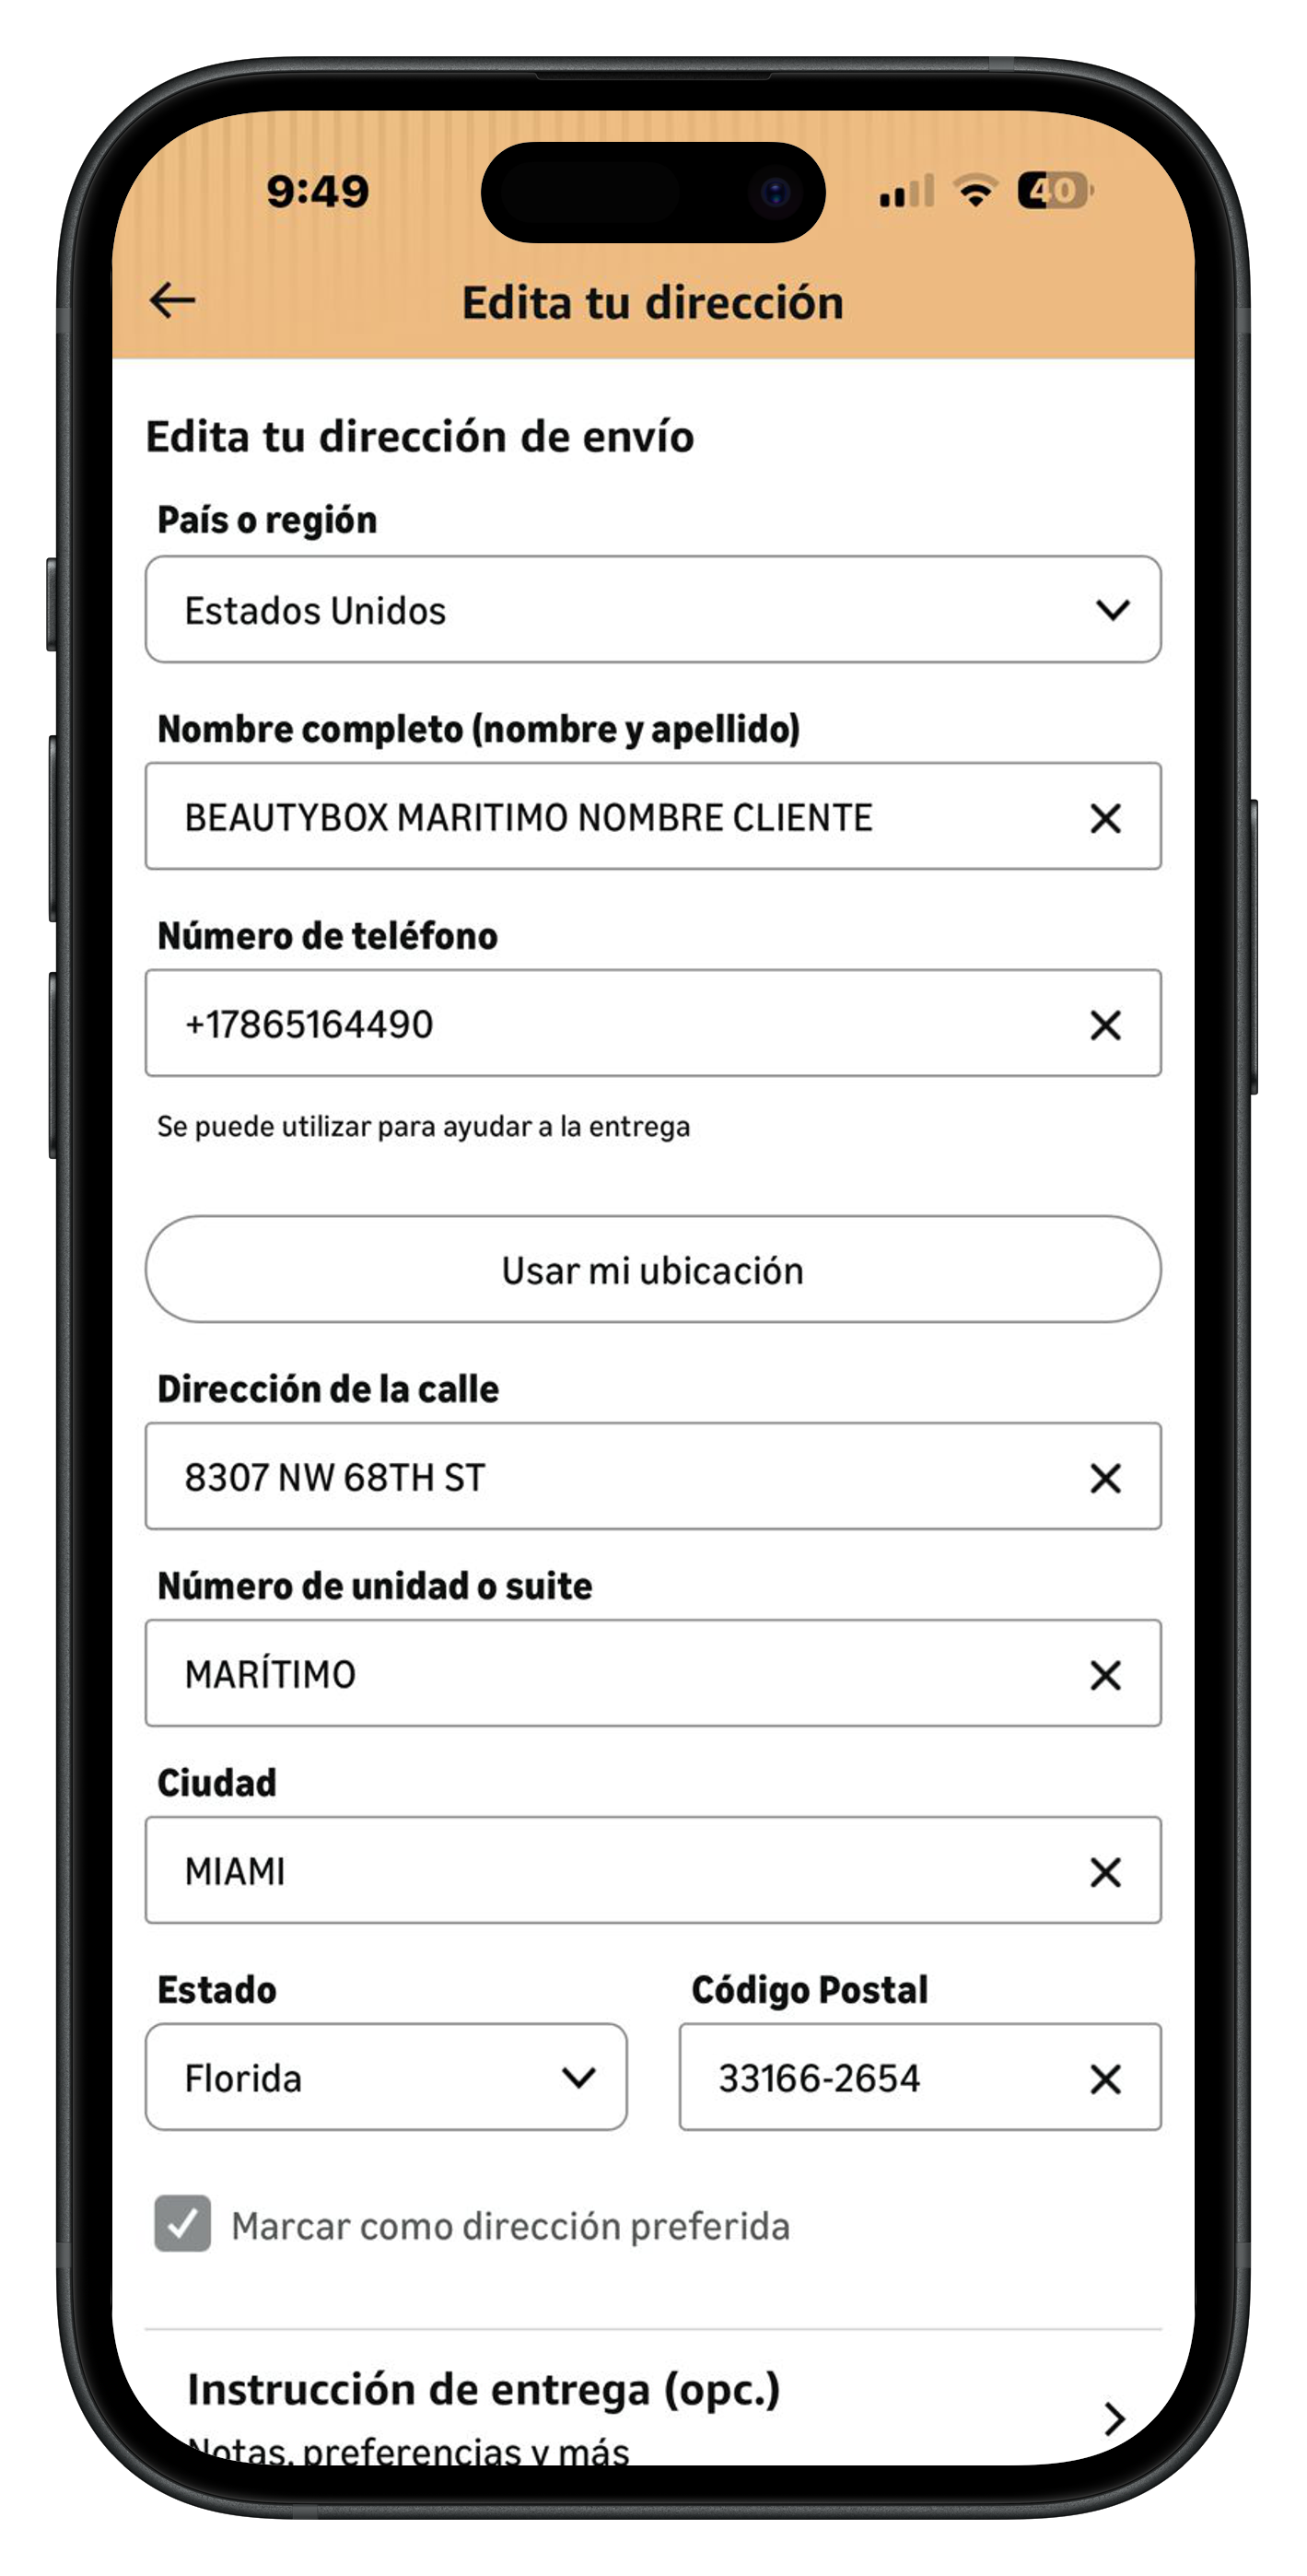 9:49
40
Edita tu dirección
Edita tu dirección de envío
País o región
Estados Unidos
Nombre completo (nombre y apellido)
BEAUTYBOX MARITIMO NOMBRE CLIENTE
Número de teléfono
+17865164490
Se puede utilizar para ayudar a la entrega
Usar mi ubicación
Dirección de la calle
8307 NW 68TH ST
Número de unidad o suite
MARÍTIMO
Ciudad
MIAMI
Estado
Código Postal
Florida
33166-2654
Marcar como dirección preferida
Instrucción de entrega (opc.)
Notas, preferencias y más